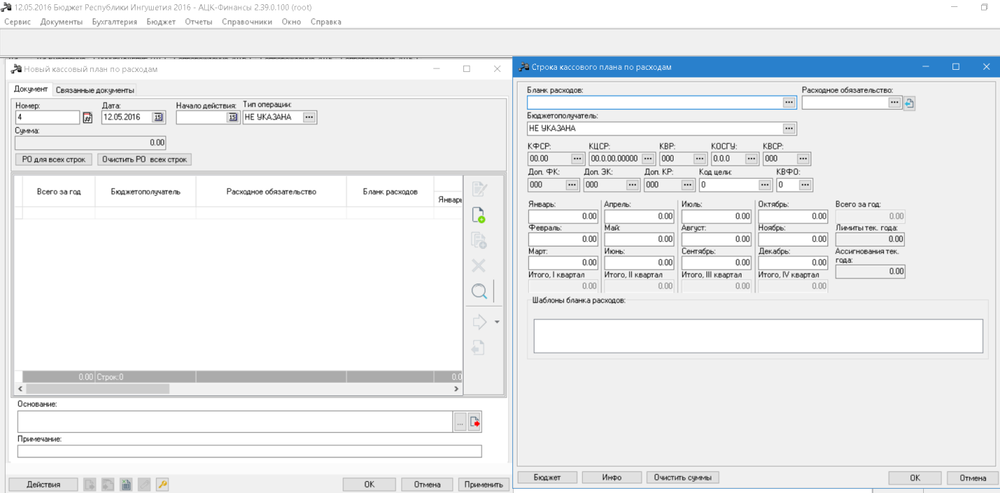 12.05.2016 Бюджет Республики Ингушетия 2016 - АЦК-Финансы 2.39.0.100 (root)
Сервис Документы Бухгалтерия Бюджет Отчеты Справочники Окно Справка
Новый кассовый план по расходам
Документ Связанные документы
Номер: Дата: Начало действия: Тип операции:
4 12.05.2016 15 15 НЕ УКАЗАНА ...
Сумма:
0.00
РО для всех строк Очистить РО всех строк
Всего за год Бюджетополучатель Расходное обязательство Бланк расходов
Январь
0.00 Строк:0 0.0
Основание:
...
Примечание:
Действия ОК Отмена Применить
Строка кассового плана по расходам
Бланк расходов: Расходное обязательство:
... ...
Бюджетополучатель:
НЕ УКАЗАНА ...
КФСР: КЦСР: КВР: КОСГУ: КВСР:
00.00 ... 00.0.00.00000 ... 000 ... 0.0.0 ... 000 ...
Доп. ФК: Доп. ЭК: Доп. КР: Код цели: КВФО:
000 ... 000 ... 000 ... 0 ... 0 ...
Январь: Апрель: Июль: Октябрь: Всего за год:
0.00 0.00 0.00 0.00 0.00
Февраль: Май: Август: Ноябрь: Лимиты тек. года:
0.00 0.00 0.00 0.00 0.00
Март: Июнь: Сентябрь: Декабрь: Ассигнования тек. года:
0.00 0.00 0.00 0.00 0.00
Итого, I квартал Итого, II квартал Итого, III квартал Итого, IV квартал
0.00 0.00 0.00 0.00
Шаблоны бланка расходов:
Бюджет Инфо Очистить суммы ОК Отмена